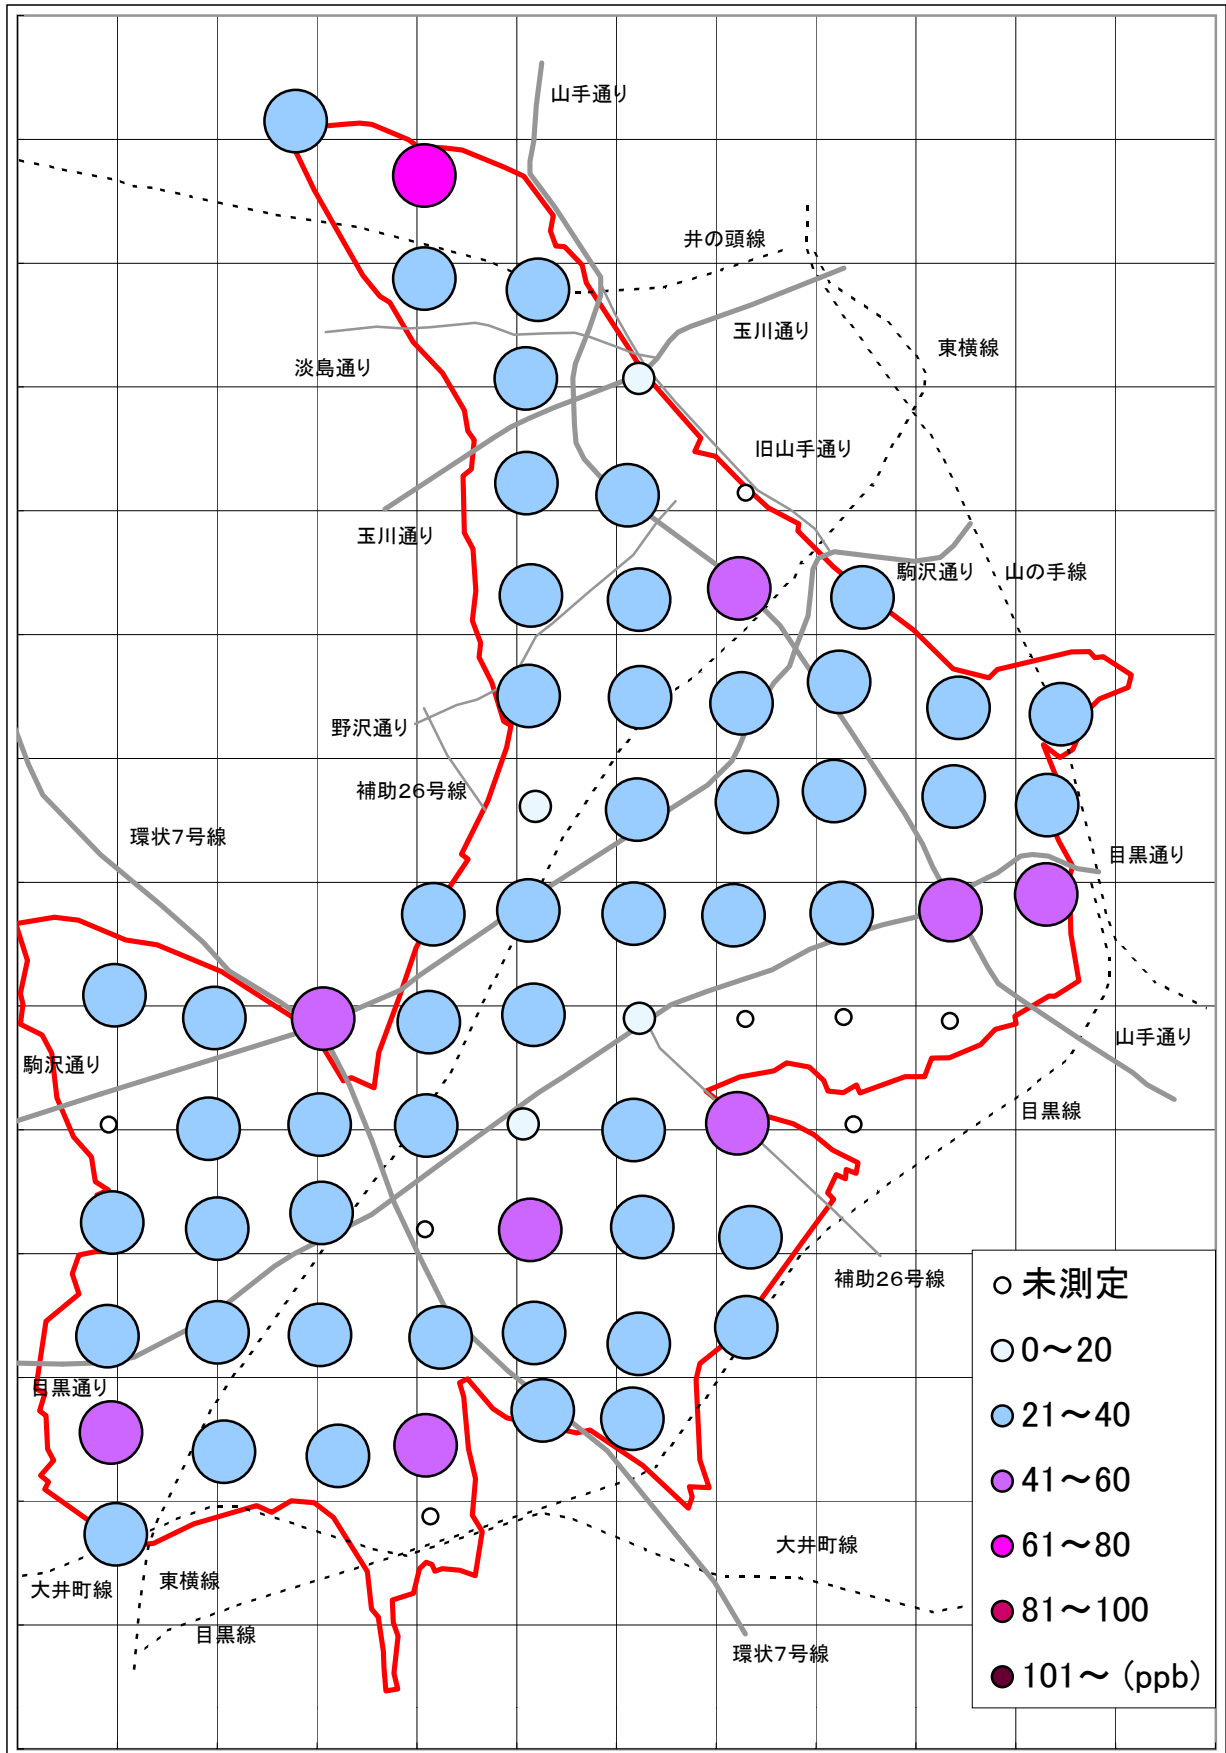 山手通り
井の頭線
玉川通り
東横線
淡島通り
旧山手通り
玉川通り
駒沢通り
山の手線
野沢通り
補助26号線
環状7号線
目黒通り
駒沢通り
山手通り
目黒線
補助26号線
目黒通り
大井町線
東横線
目黒線
大井町線
環状7号線
未測定
0～20
21～40
41～60
61～80
81～100
101～ (ppb)